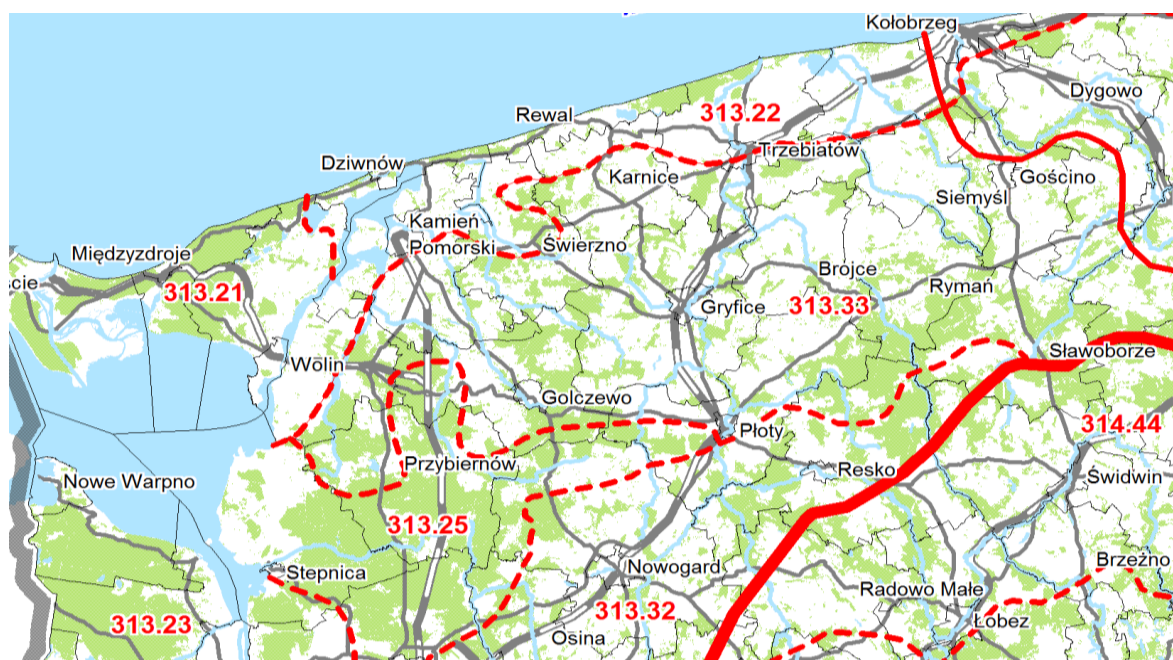 Kołobrzeg
Dygowo
Rewal
313.22
Trzebiatów
Dziwnów
Karnice
Gościno
Siemyśl
Kamień
Pomorski
Świerzno
Międzyzdroje
ście
313.21
Brojce
Rymań
Gryfice
313.33
Sławoborze
Wolin
Golczewo
Płoty
314.44
Przybiernów
Resko
Świdwin
Nowe Warpno
313.25
Stepnica
Nowogard
Brzeżno
Radowo Małe
313.32
313.23
Łobez
Osina